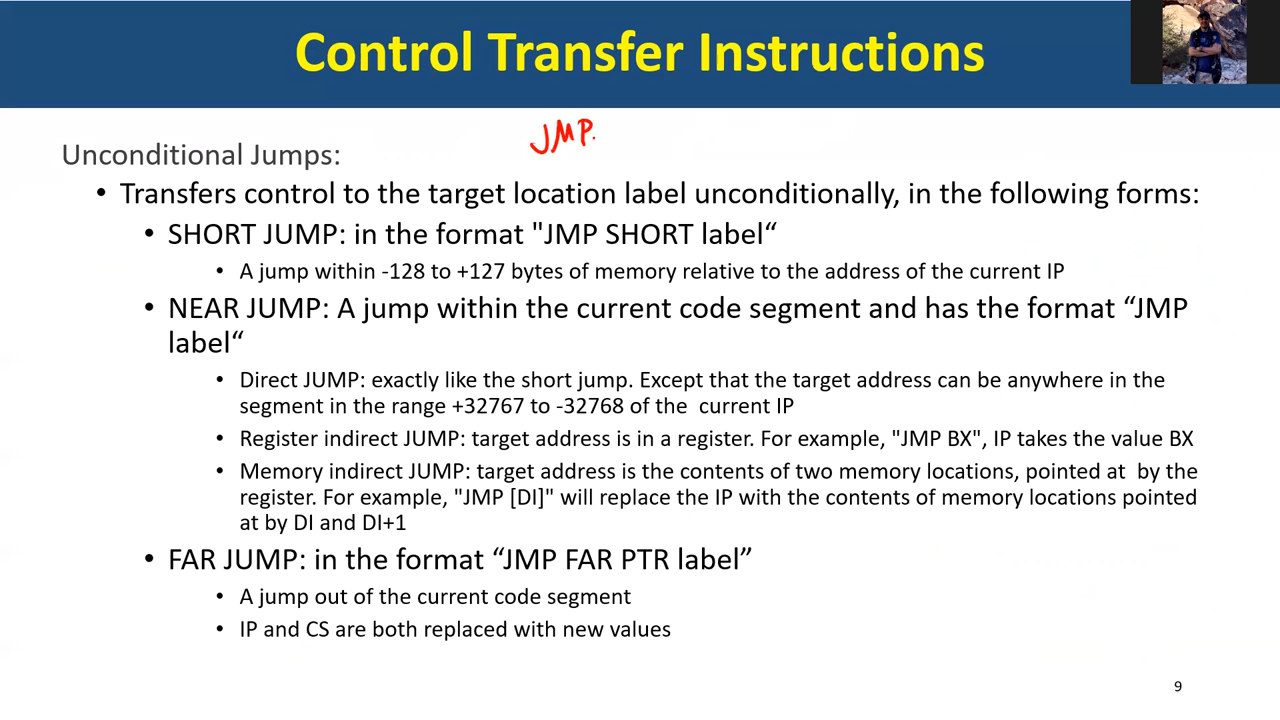 Control Transfer Instructions
JMP.
Unconditional Jumps:
• Transfers control to the target location label unconditionally, in the following forms:
• SHORT JUMP: in the format "JMP SHORT label“
• A jump within -128 to +127 bytes of memory relative to the address of the current IP
• NEAR JUMP: A jump within the current code segment and has the format “JMP
label“
• Direct JUMP: exactly like the short jump. Except that the target address can be anywhere in the
segment in the range +32767 to -32768 of the  current IP
• Register indirect JUMP: target address is in a register. For example, "JMP BX", IP takes the value BX
• Memory indirect JUMP: target address is the contents of two memory locations, pointed at  by the
register. For example, "JMP [DI]" will replace the IP with the contents of memory locations pointed
at by DI and DI+1
• FAR JUMP: in the format “JMP FAR PTR label”
• A jump out of the current code segment
• IP and CS are both replaced with new values
9